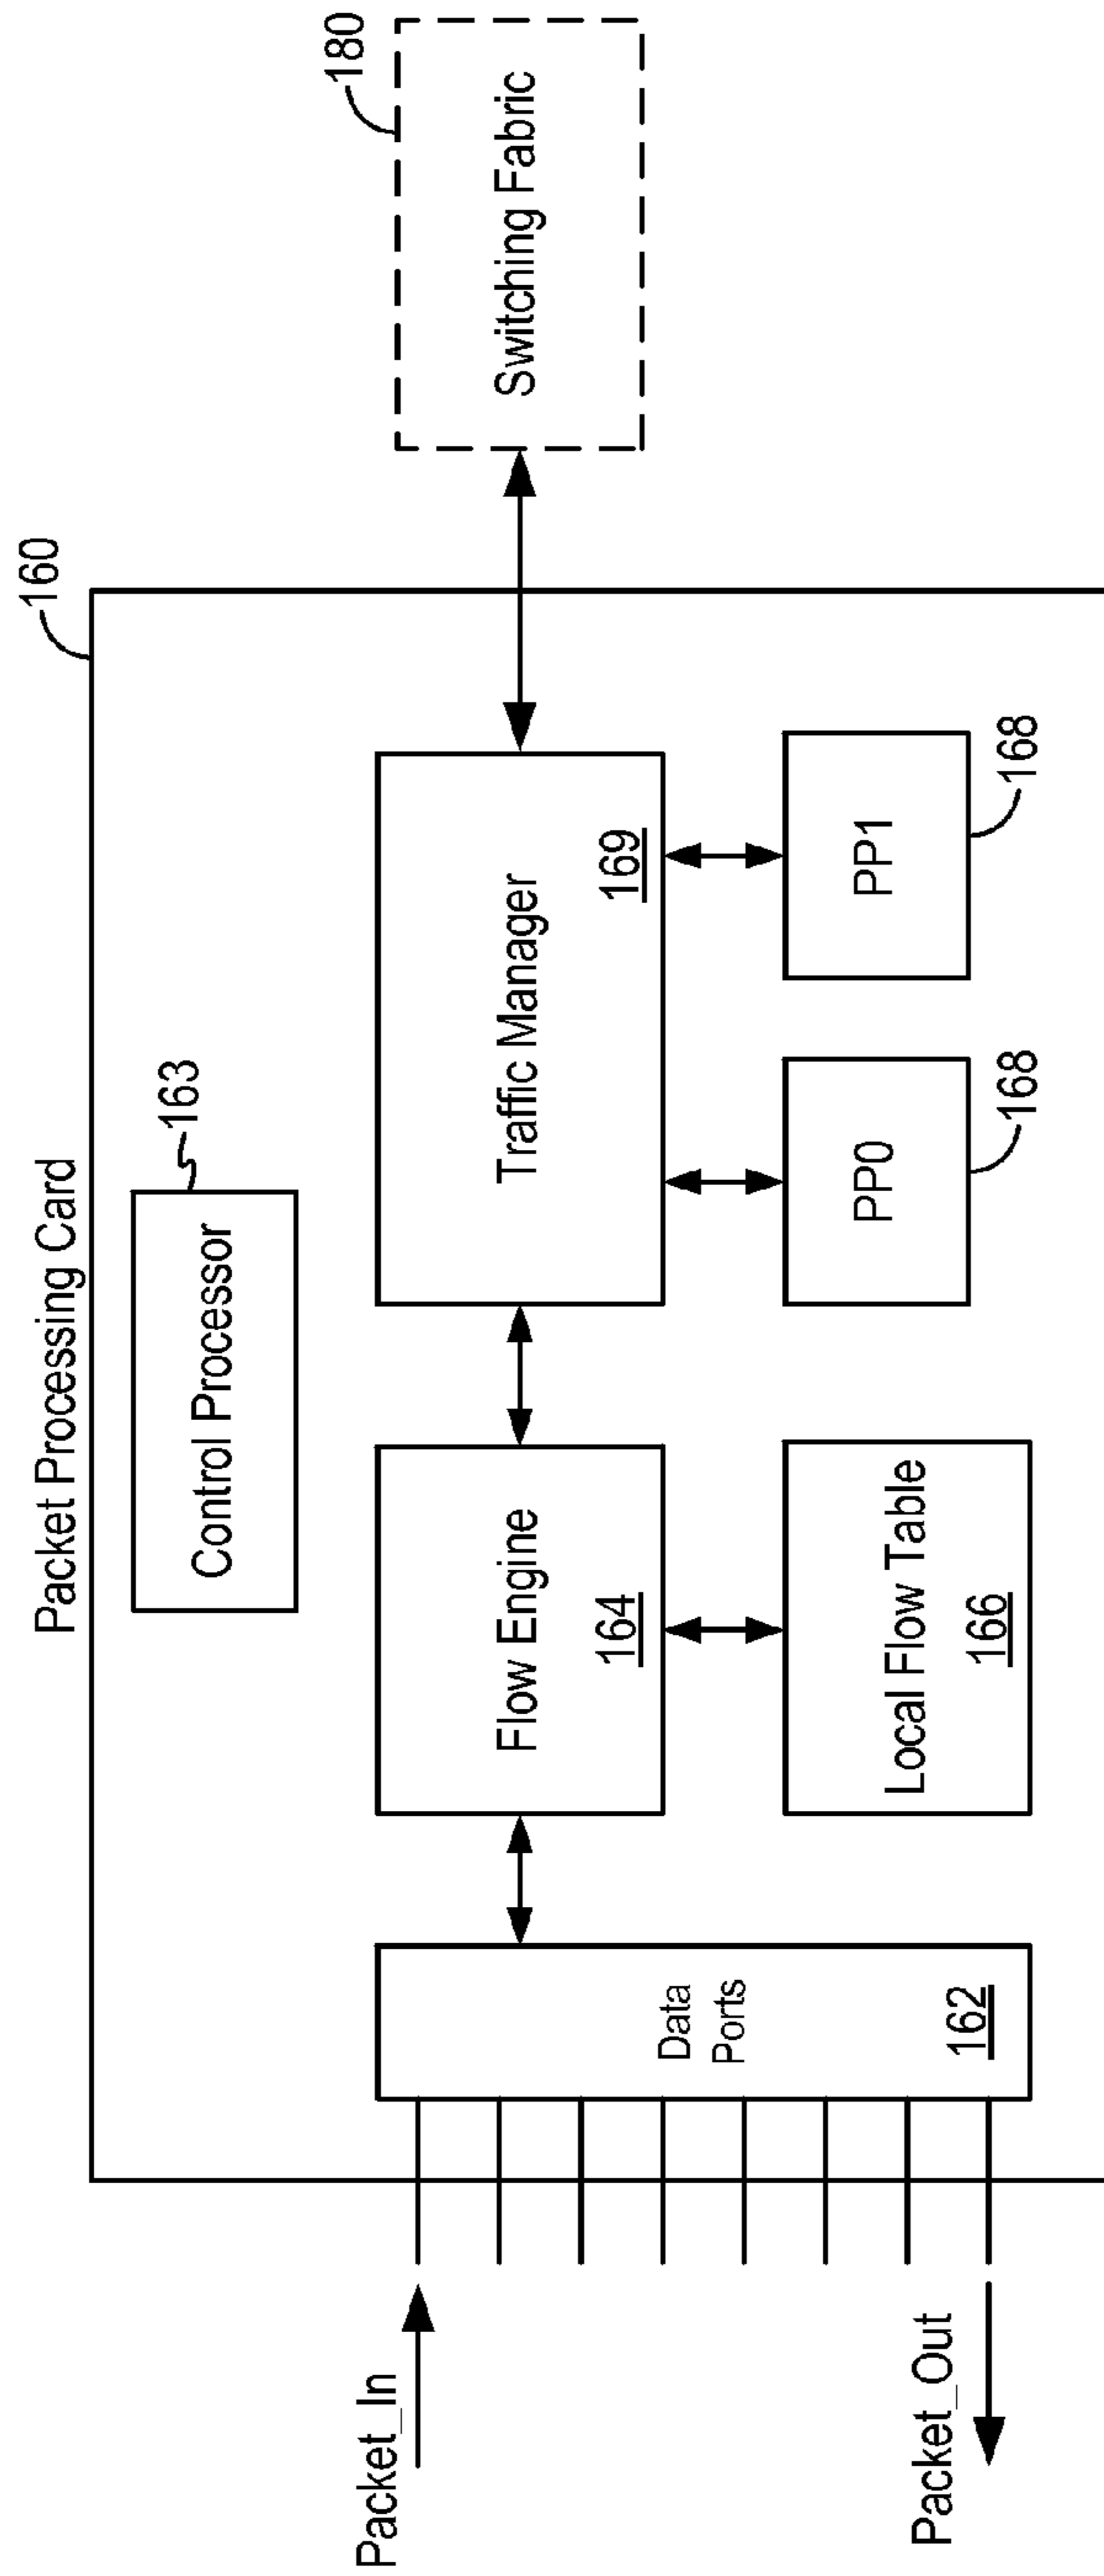 Packet Processing Card
160
180
Control Processor
163
Packet_In
Flow Engine
164
Traffic Manager
169
Switching Fabric
Data
Ports
162
Local Flow Table
166
PP0
168
PP1
168
Packet_Out